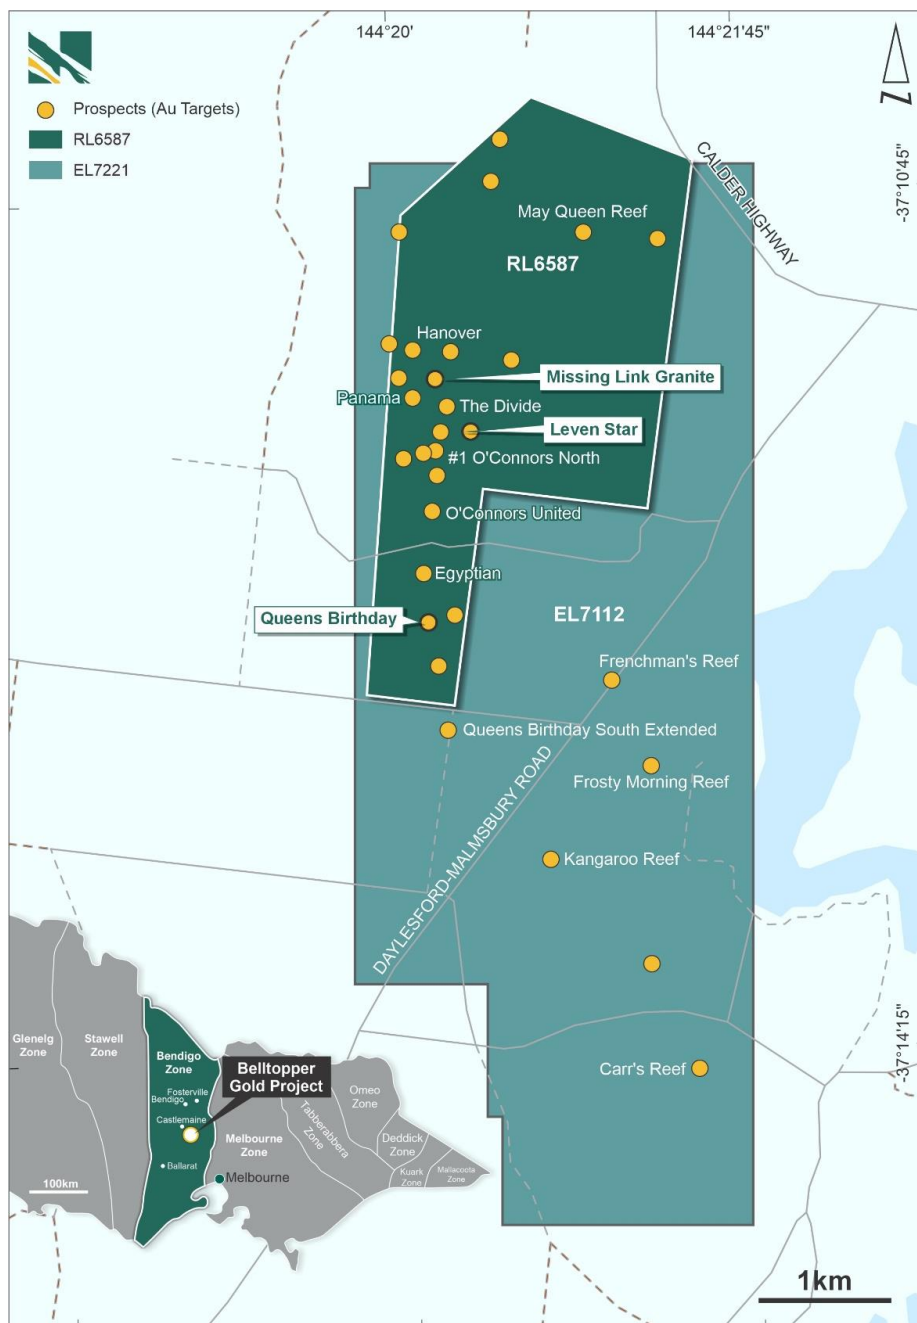 144°20'
144°21'45"
Prospects (Au Targets)
RL6587
EL7221
N
CALDER HIGHWAY
-37°10'45"
May Queen Reef
RL6587
Hanover
Missing Link Granite
Panama
The Divide
Leven Star
#1 O'Connors North
O'Connors United
Egyptian
Queens Birthday
EL7112
Frenchman's Reef
Queens Birthday South Extended
Frosty Morning Reef
DAYLESFORD-MALMSBURY ROAD
Kangaroo Reef
-37°14'15"
Carr's Reef
Glenelg
Zone
Stawell
Zone
Bendigo
Zone
Fosterville
Bendigo
Castlemaine
Ballarat
Belltopper
Gold Project
Melbourne
Zone
Melbourne
Tabberabbera
Zone
Omeo
Zone
Deddick
Zone
Kuark
Zone
Mallacoota
Zone
100km
1km